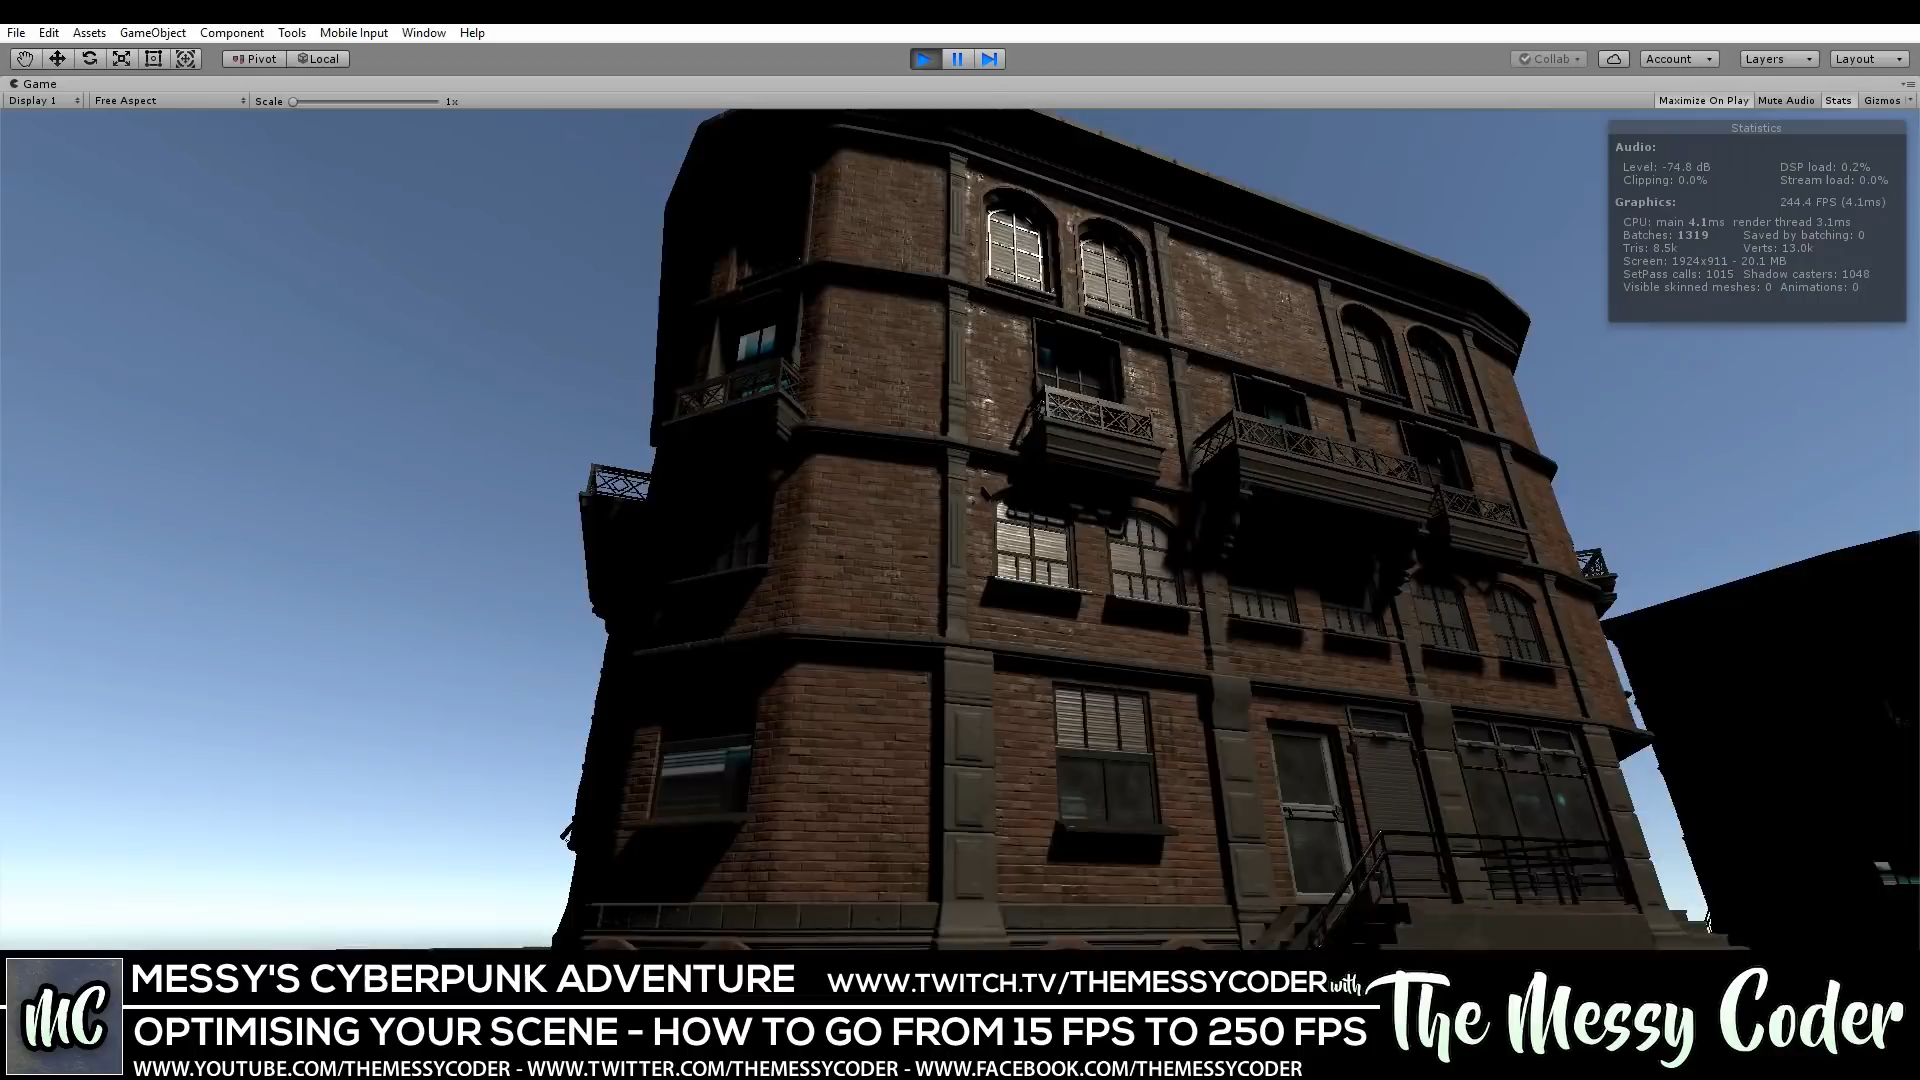 File Edit Assets GameObject Component Tools Mobile Input Window Help
Pivot Local Collab Account Layers Layout
Game
Display 1 Free Aspect Scale 1x Maximize On Play Mute Audio Stats Gizmos
Statistics
Audio:
Level: -74.8 dB DSP load: 0.2%
Clipping: 0.0% Stream load: 0.0%
Graphics: 244.4 FPS (4.1ms)
CPU: main 4.1ms render thread 3.1ms
Batches: 1319 Saved by batching: 0
Tris: 8.5k Verts: 13.0k
Screen: 1924x911 - 20.1 MB
SetPass calls: 1015 Shadow casters: 1048
Visible skinned meshes: 0 Animations: 0
MC
MESSY'S CYBERPUNK ADVENTURE WWW.TWITCH.TV/THEMESSYCODER with The Messy Coder
OPTIMISING YOUR SCENE - HOW TO GO FROM 15 FPS TO 250 FPS
WWW.YOUTUBE.COM/THEMESSYCODER - WWW.TWITTER.COM/THEMESSYCODER - WWW.FACEBOOK.COM/THEMESSYCODER